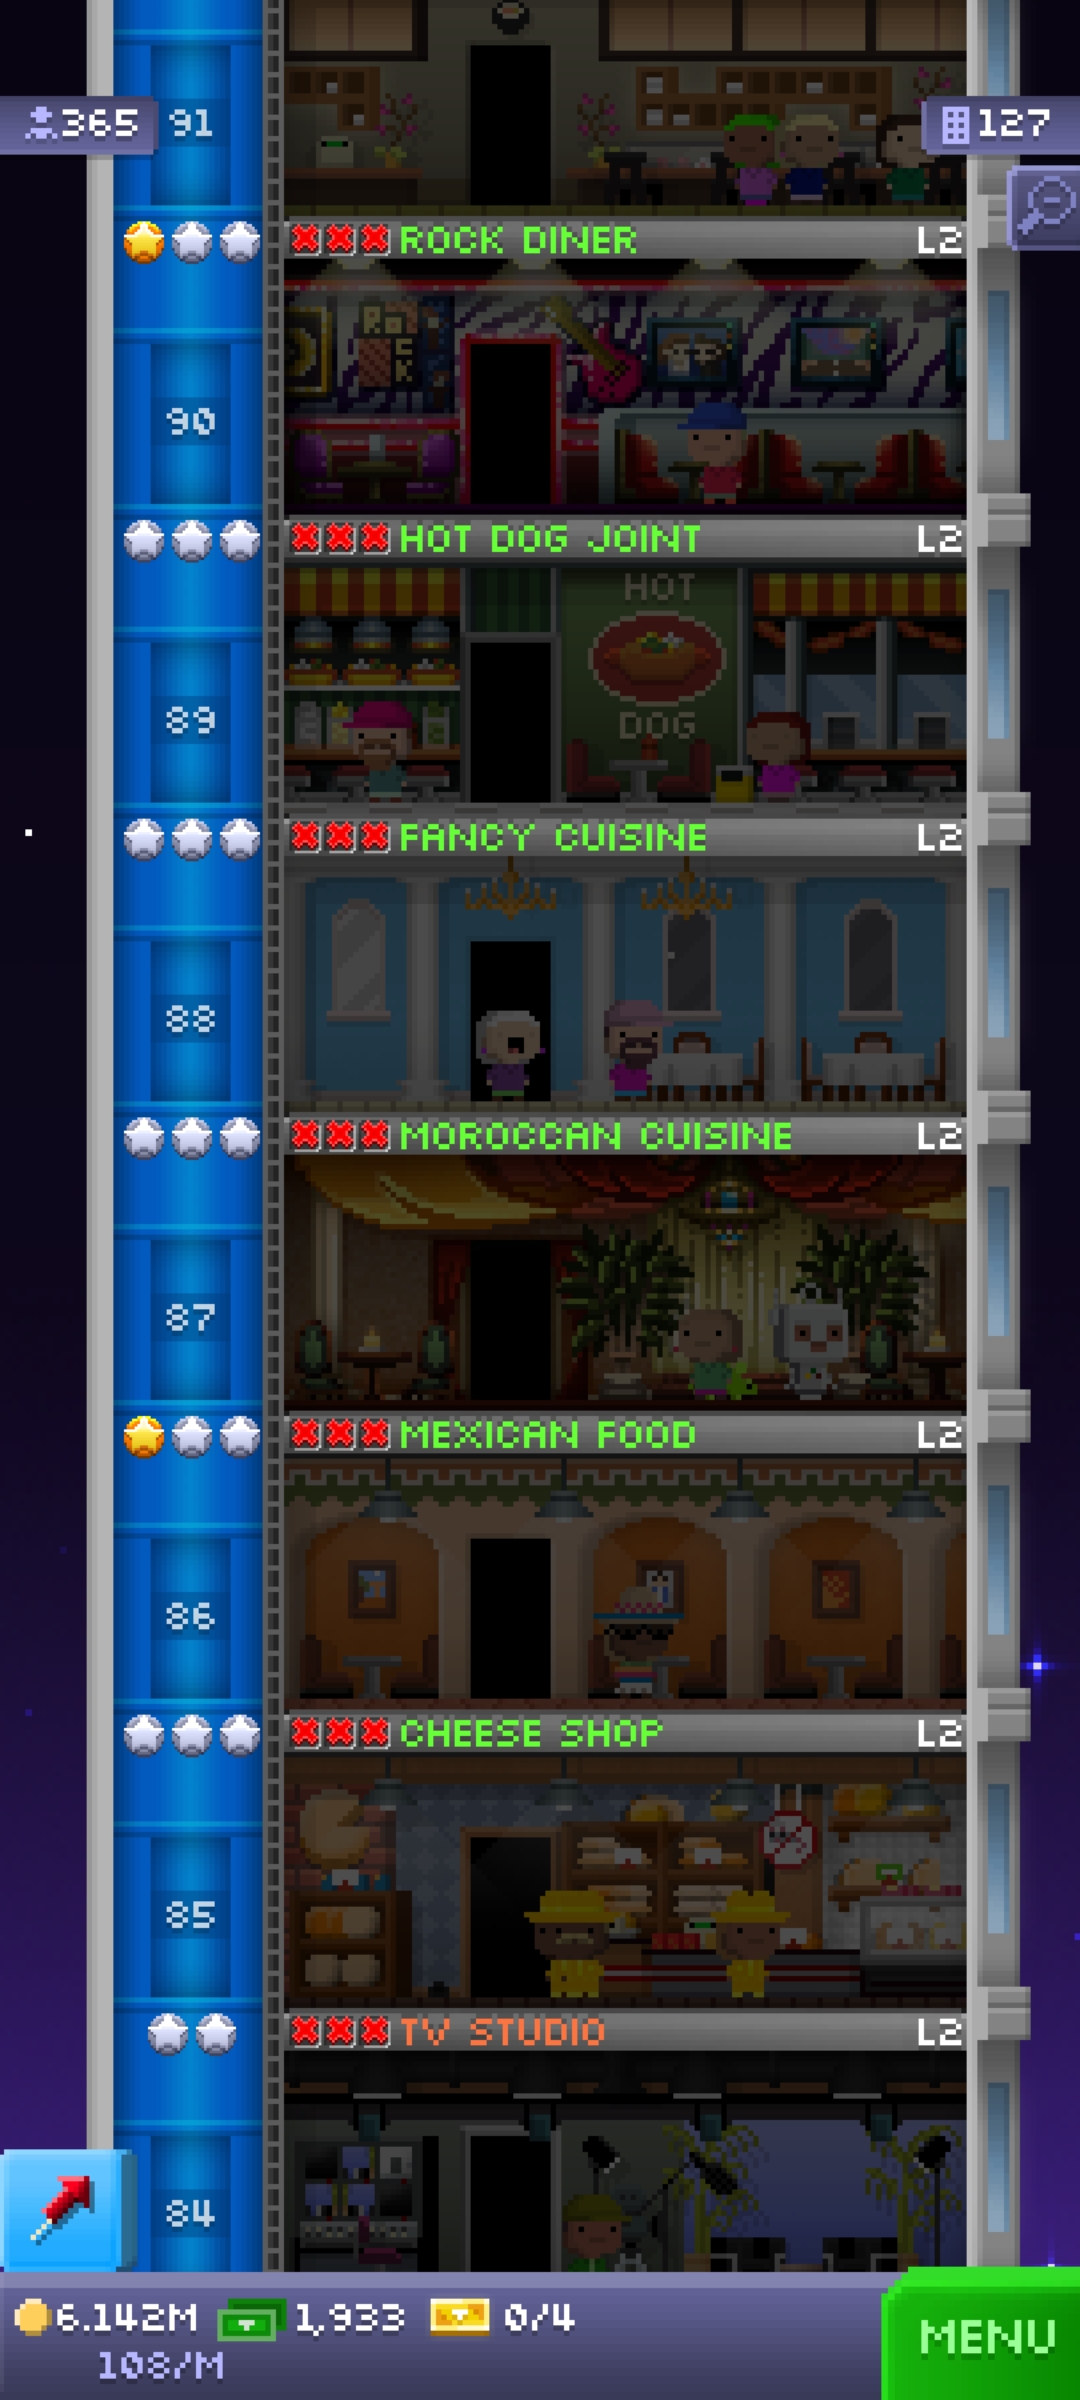 365
91
127
ROCK DINER L2
ROCK
90
HOT DOG JOINT L2
HOT
DOG
89
FANCY CUISINE L2
88
MOROCCAN CUISINE L2
87
MEXICAN FOOD L2
86
CHEESE SHOP L2
85
TV STUDIO L2
84
6.142M 1,933 0/4
108/M
MENU